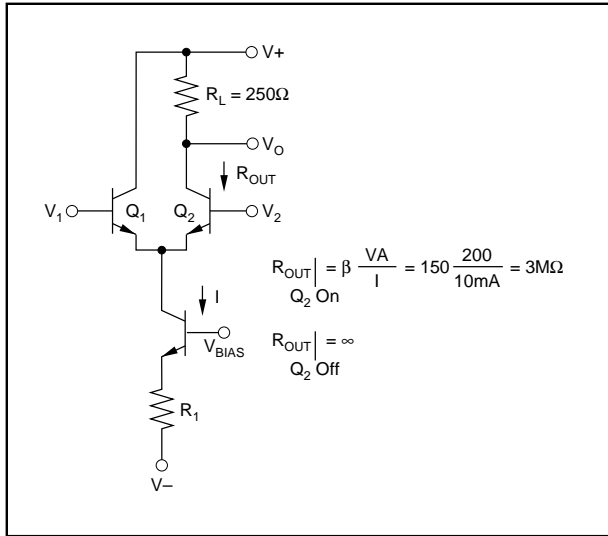 V+
R_L = 250Ω
V_O
R_OUT
V_1
Q_1
Q_2
V_2
R_OUT| = β VA/I = 150 200/10mA = 3MΩ
Q_2 On
I
V_BIAS
R_OUT| = ∞
Q_2 Off
R_1
V–